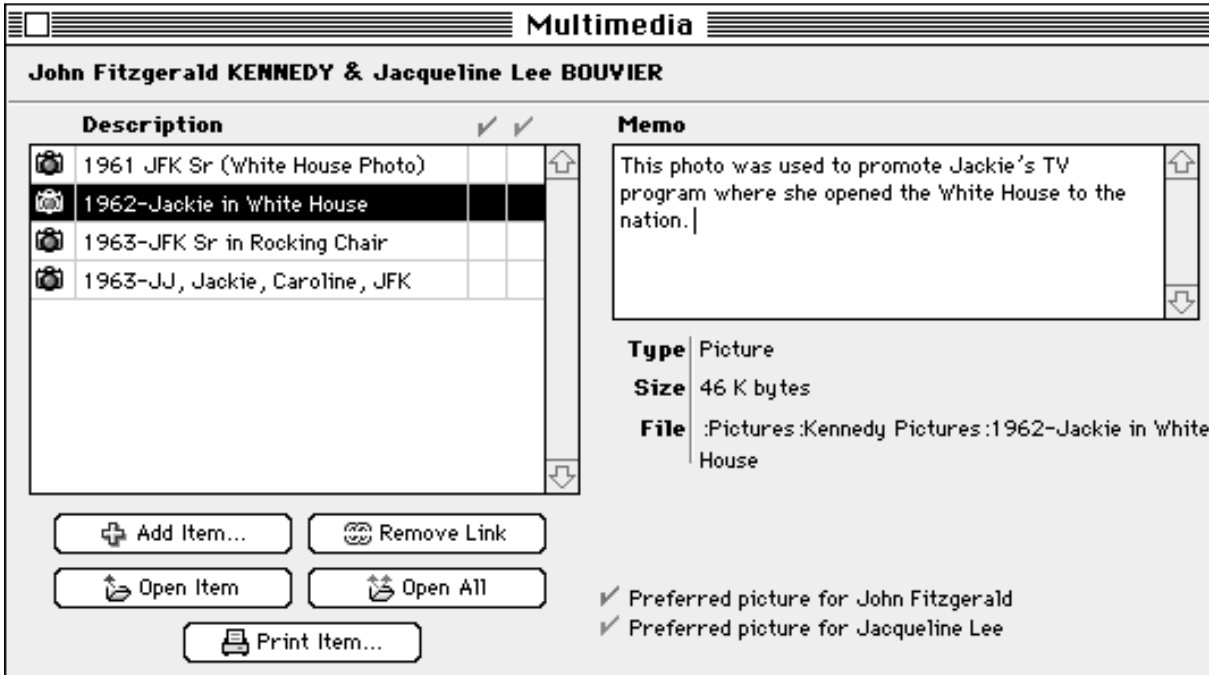 Multimedia
John Fitzgerald KENNEDY & Jacqueline Lee BOUVIER
Description
1961 JFK Sr (White House Photo)
1962-Jackie in White House
1963-JFK Sr in Rocking Chair
1963-JJ, Jackie, Caroline, JFK
Add Item...
Remove Link
Open Item
Open All
Print Item...
Memo
This photo was used to promote Jackie's TV
program where she opened the White House to the
nation.
Type Picture
Size 46 K bytes
File :Pictures:Kennedy Pictures:1962-Jackie in White
House
Preferred picture for John Fitzgerald
Preferred picture for Jacqueline Lee